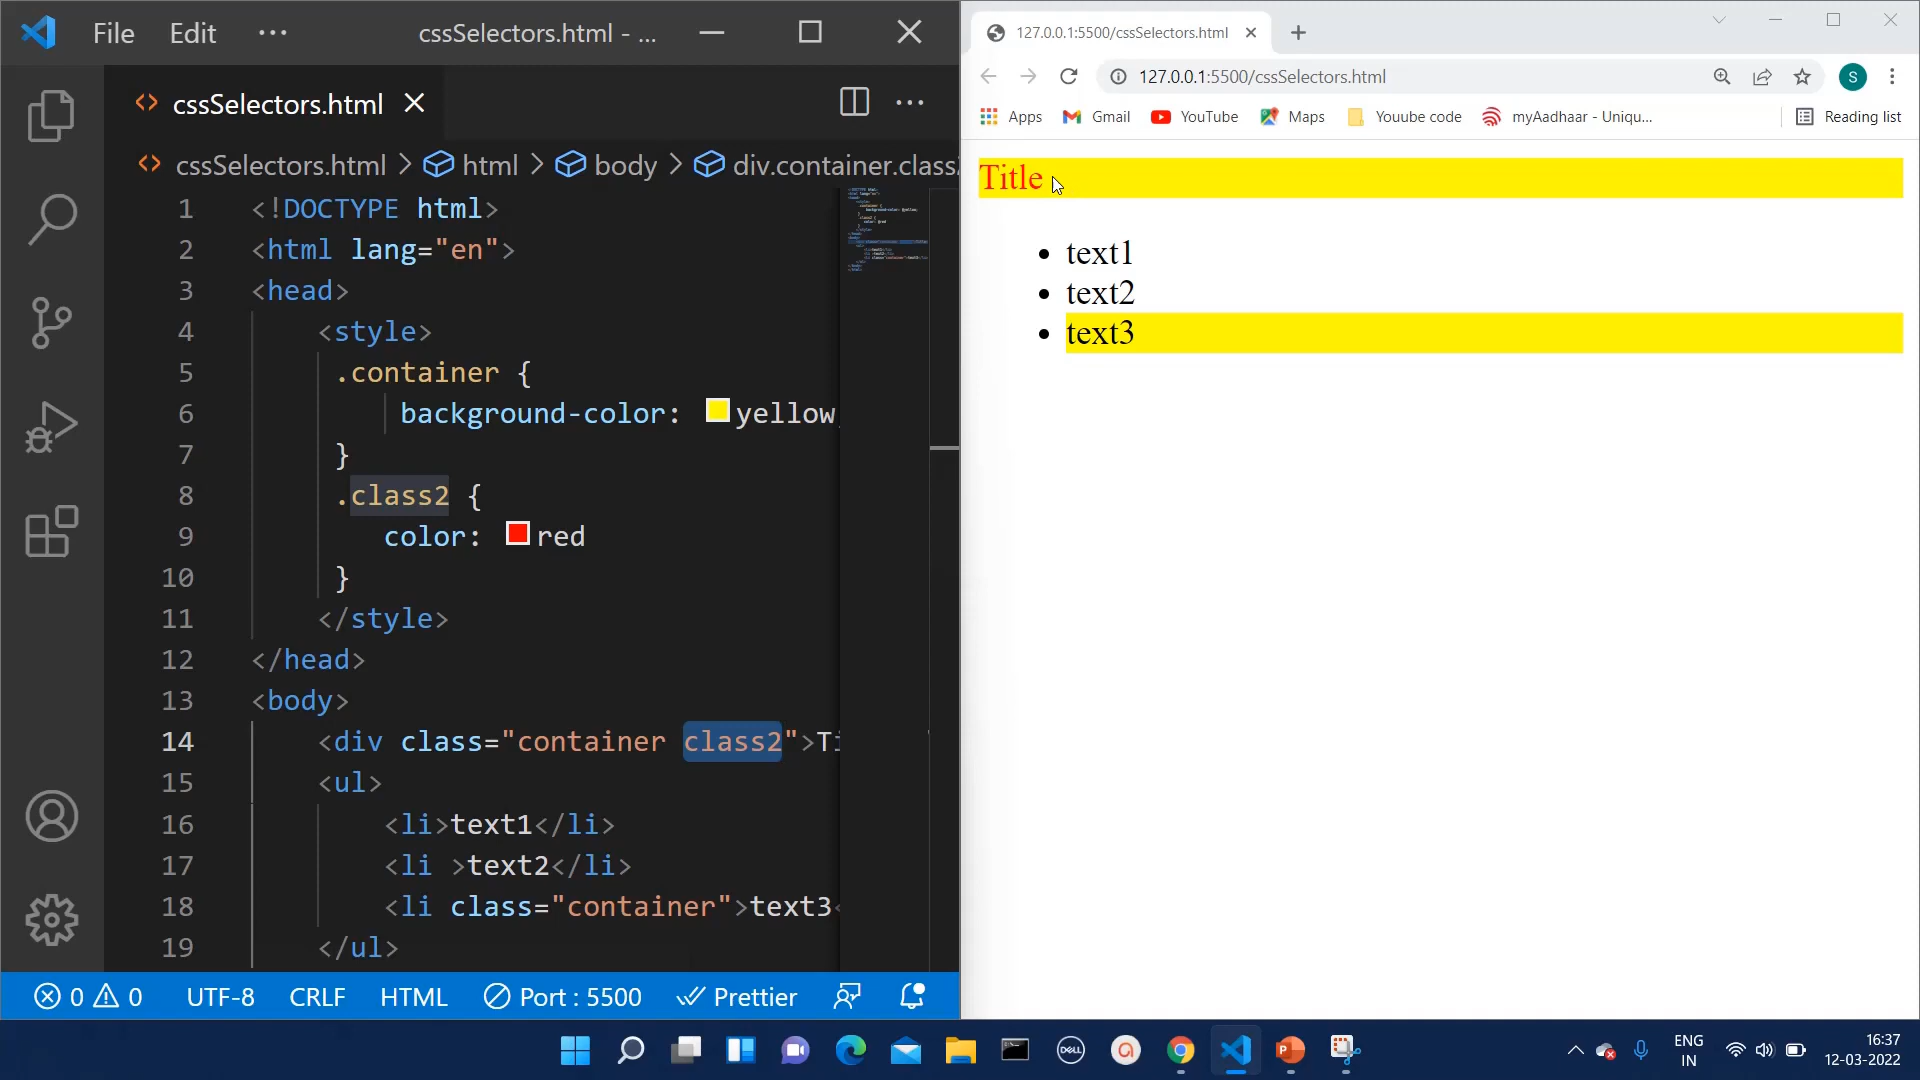 File Edit ··· cssSelectors.html - ...
cssSelectors.html
cssSelectors.html > html > body > div.container.class2
1 <!DOCTYPE html>
2 <html lang="en">
3 <head>
4 <style>
5 .container {
6 background-color: yellow;
7 }
8 .class2 {
9 color: red
10 }
11 </style>
12 </head>
13 <body>
14 <div class="container class2">Ti
15 <ul>
16 <li>text1</li>
17 <li >text2</li>
18 <li class="container">text3<
19 </ul>
0 0 UTF-8 CRLF HTML Port : 5500 Prettier
127.0.0.1:5500/cssSelectors.html
127.0.0.1:5500/cssSelectors.html S
Apps Gmail YouTube Maps Youube code myAadhaar - Uniqu... Reading list
Title
• text1
• text2
• text3
DELL
ENG
IN
16:37
12-03-2022